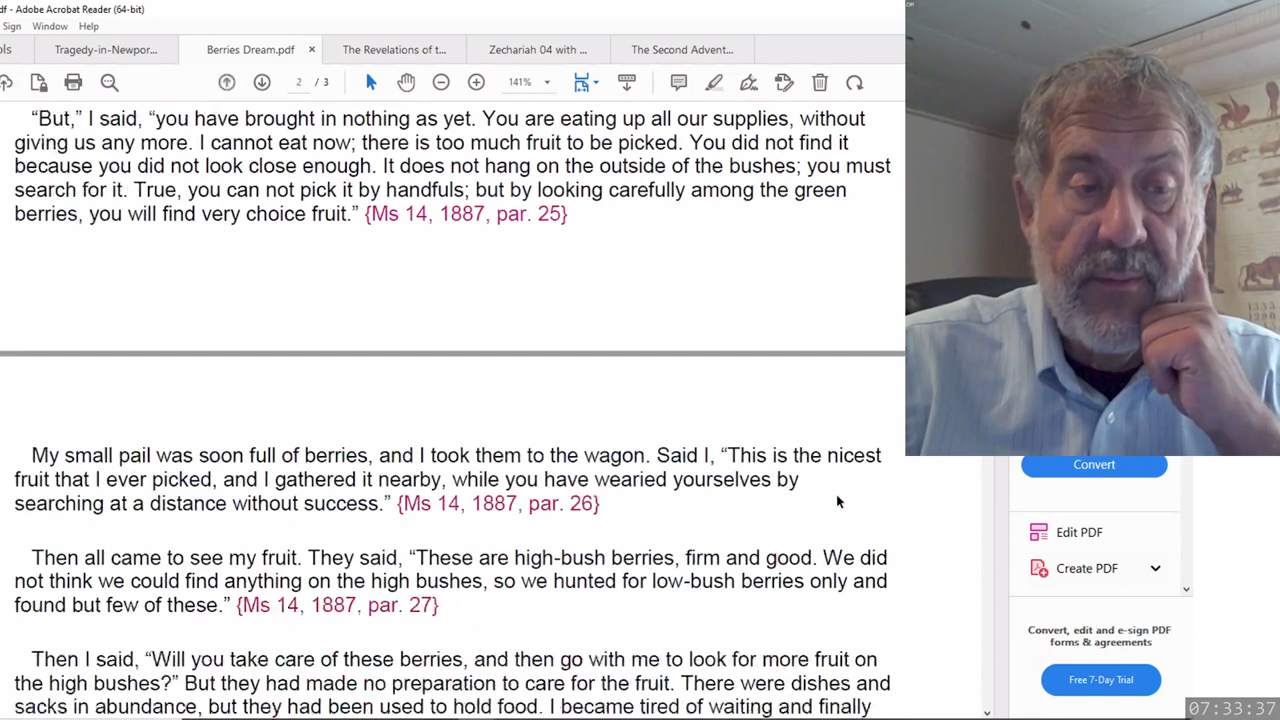 df - Adobe Acrobat Reader (64-bit)
Sign Window Help
ols Tragedy-in-Newpor... Berries Dream.pdf × The Revelations of t... Zechariah 04 with ... The Second Advent...
2 / 3 141%
“But,” I said, “you have brought in nothing as yet. You are eating up all our supplies, without
giving us any more. I cannot eat now; there is too much fruit to be picked. You did not find it
because you did not look close enough. It does not hang on the outside of the bushes; you must
search for it. True, you can not pick it by handfuls; but by looking carefully among the green
berries, you will find very choice fruit.” {Ms 14, 1887, par. 25}
My small pail was soon full of berries, and I took them to the wagon. Said I, “This is the nicest
fruit that I ever picked, and I gathered it nearby, while you have wearied yourselves by
searching at a distance without success.” {Ms 14, 1887, par. 26}
Then all came to see my fruit. They said, “These are high-bush berries, firm and good. We did
not think we could find anything on the high bushes, so we hunted for low-bush berries only and
found but few of these.” {Ms 14, 1887, par. 27}
Then I said, “Will you take care of these berries, and then go with me to look for more fruit on
the high bushes?” But they had made no preparation to care for the fruit. There were dishes and
sacks in abundance, but they had been used to hold food. I became tired of waiting and finally
Convert
Edit PDF
Create PDF
Convert, edit and e-sign PDF
forms & agreements
Free 7-Day Trial
07:33:37